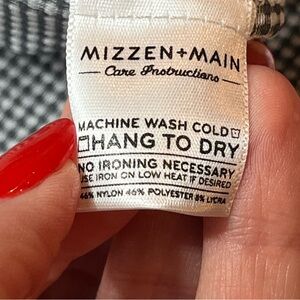 MIZZEN+MAIN
Care Instructions
MACHINE WASH COLD
HANG TO DRY
NO IRONING NECESSARY
USE IRON ON LOW HEAT IF DESIRED
46% NYLON 46% POLYESTER 8% LYCRA